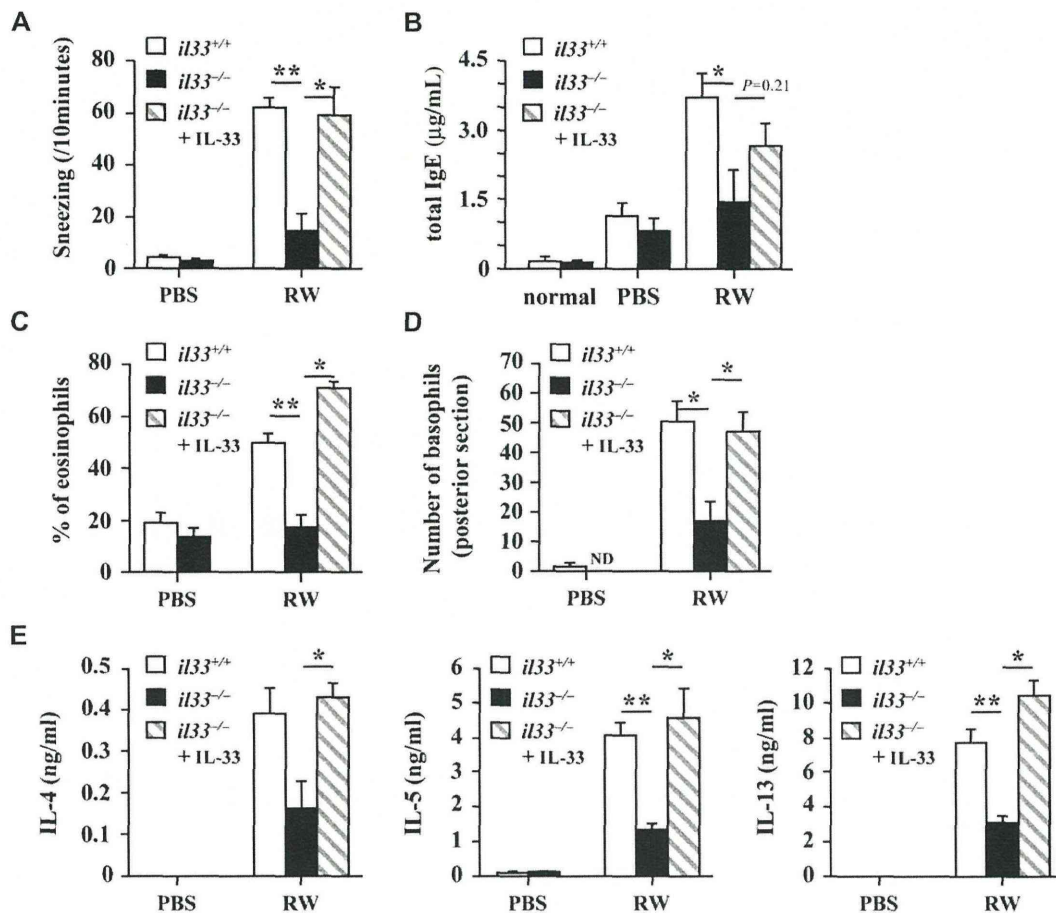 A
Sneezing (/10minutes)
80
60
40
20
0
il33+/+
il33−/−
il33−/−
+ IL-33
**
*
PBS
RW
B
total IgE (μg/mL)
4.5
3.0
1.5
0
il33+/+
il33−/−
il33−/−
+ IL-33
*
P=0.21
normal
PBS
RW
C
% of eosinophils
80
60
40
20
0
il33+/+
il33−/−
il33−/−
+ IL-33
**
*
PBS
RW
D
Number of basophils
(posterior section)
70
60
50
40
30
20
10
0
il33+/+
il33−/−
il33−/−
+ IL-33
*
*
ND
PBS
RW
E
IL-4 (ng/ml)
0.5
0.4
0.3
0.2
0.1
0
il33+/+
il33−/−
il33−/−
+ IL-33
*
PBS
RW
IL-5 (ng/ml)
6
5
4
3
2
1
0
il33+/+
il33−/−
il33−/−
+ IL-33
**
*
PBS
RW
IL-13 (ng/ml)
12
10
8
6
4
2
0
il33+/+
il33−/−
il33−/−
+ IL-33
**
*
PBS
RW